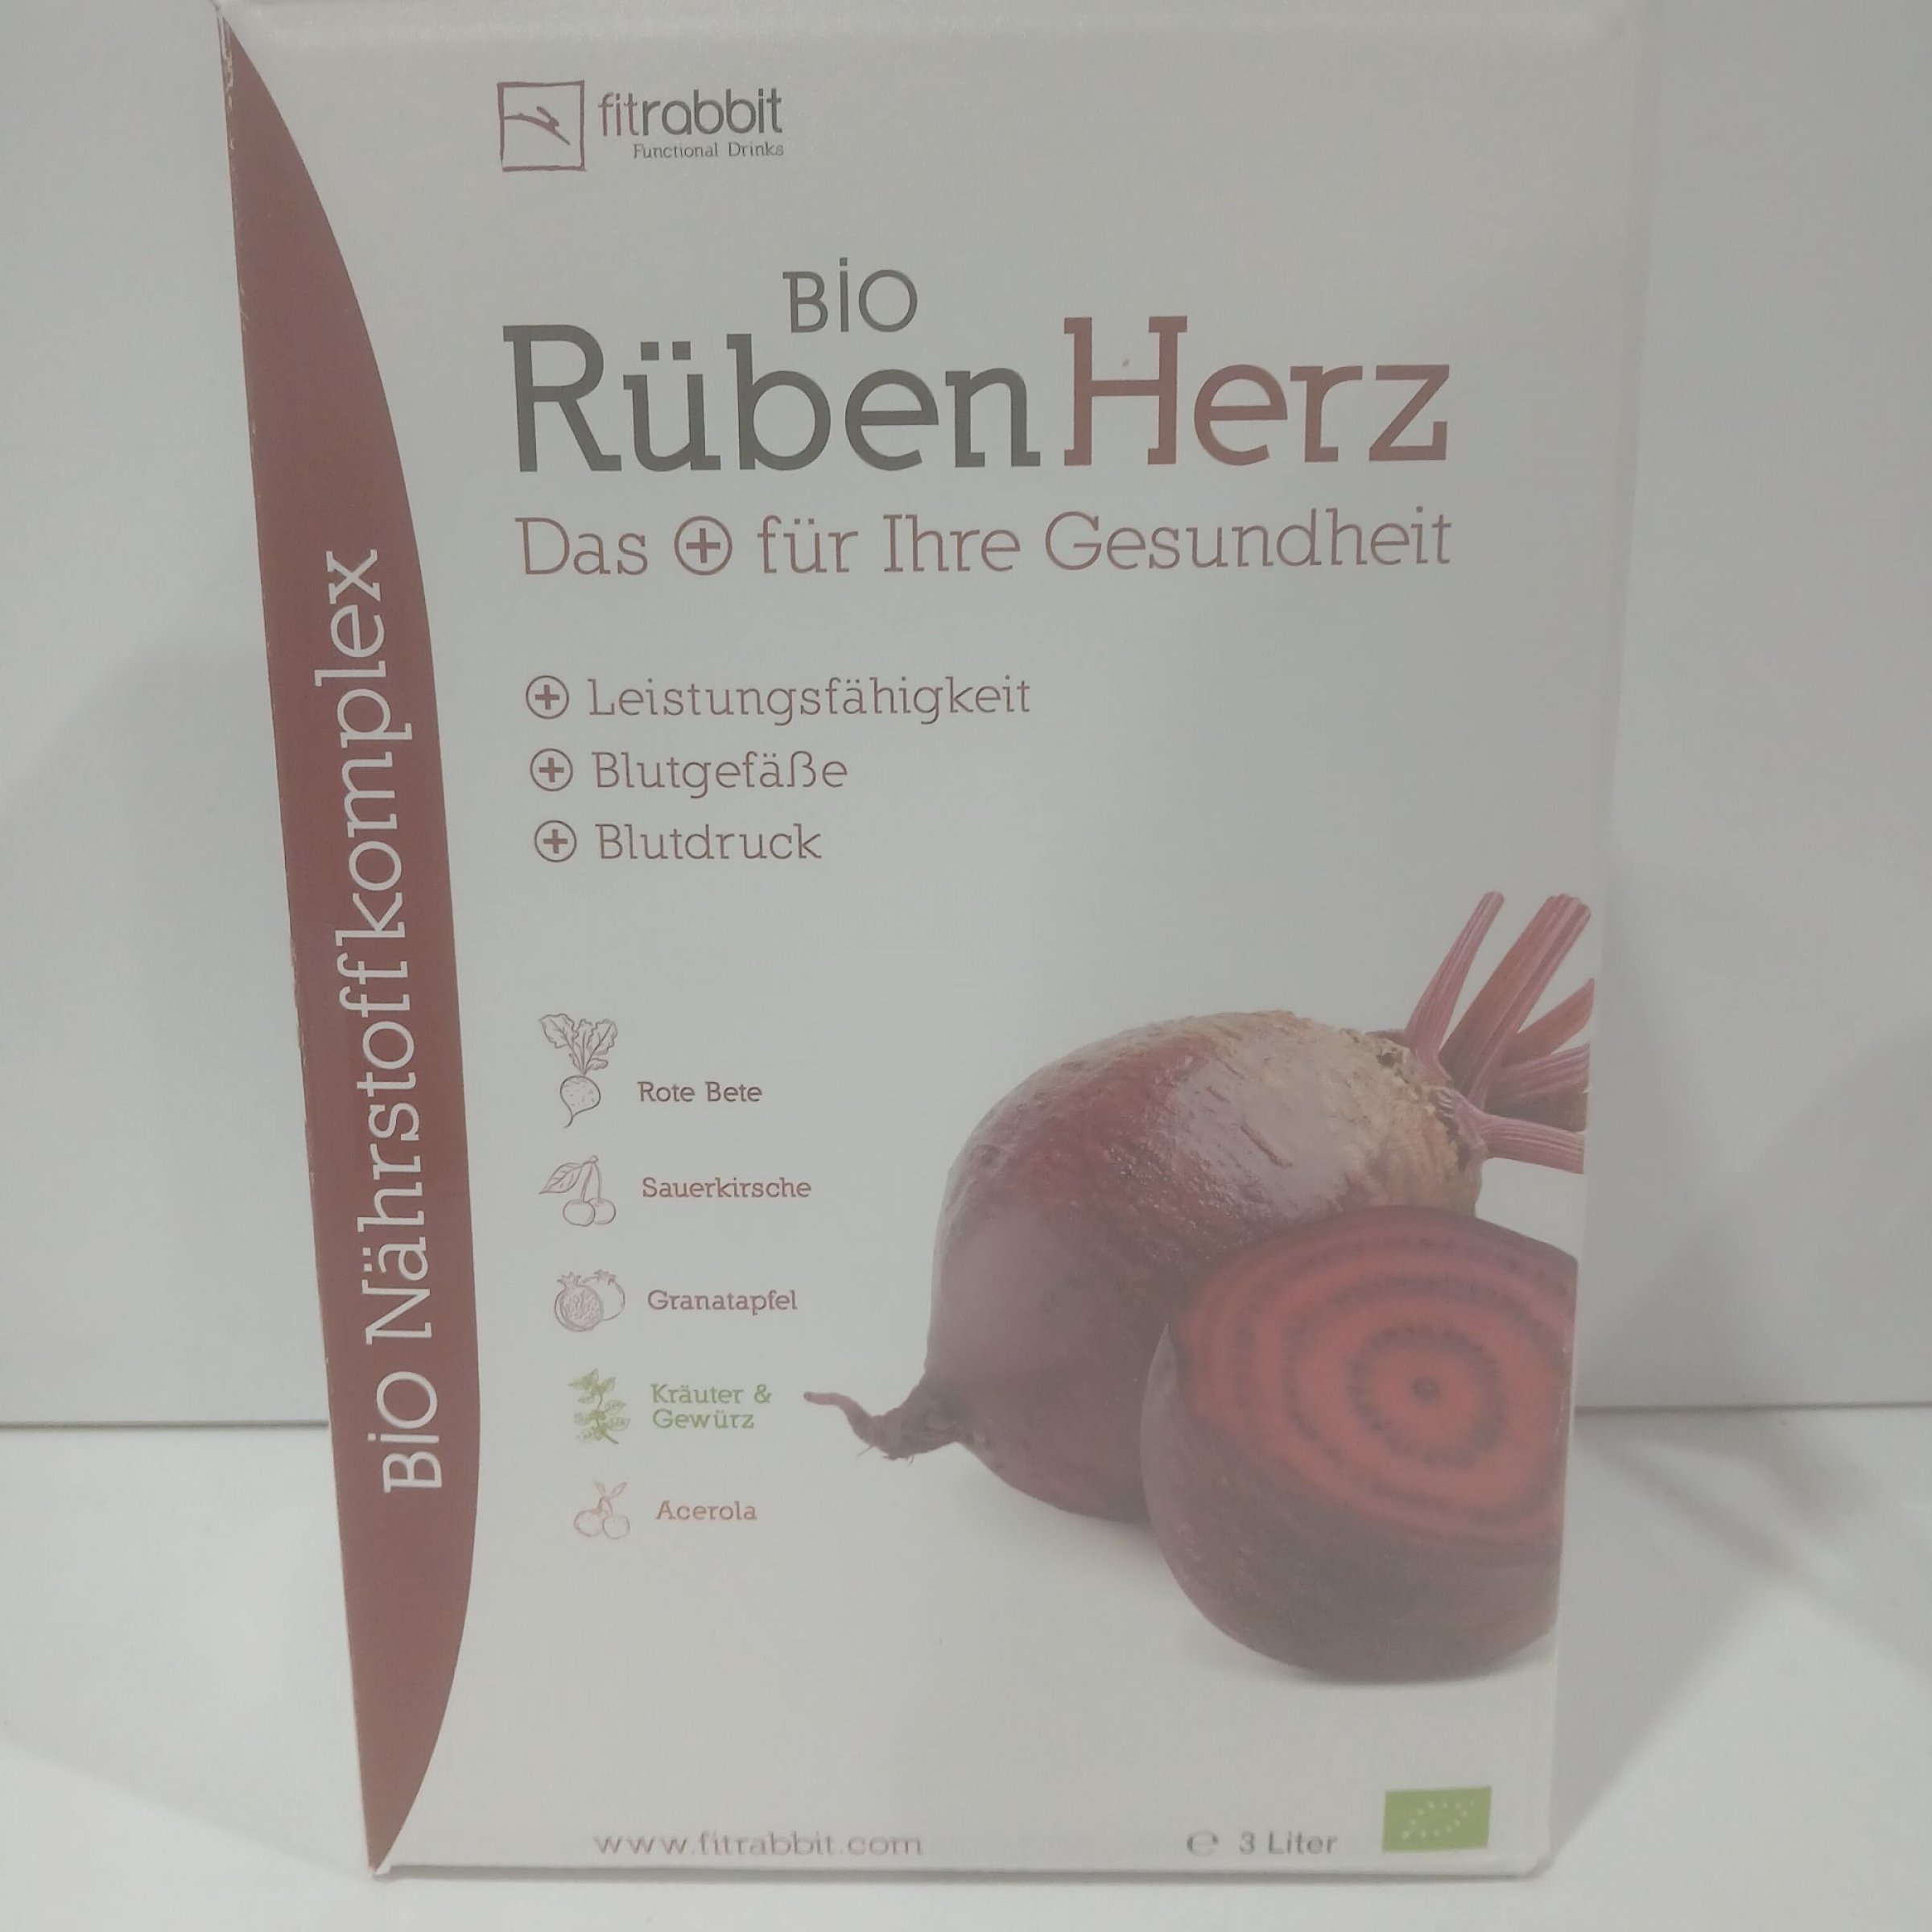 fitrabbit
Functional Drinks
BiO
RübenHerz
Das + für Ihre Gesundheit
+ Leistungsfähigkeit
+ Blutgefäße
+ Blutdruck
BiO Nährstoffkomplex
Rote Bete
Sauerkirsche
Granatapfel
Kräuter &
Gewürz
Acerola
www.fitrabbit.com
℮ 3 Liter